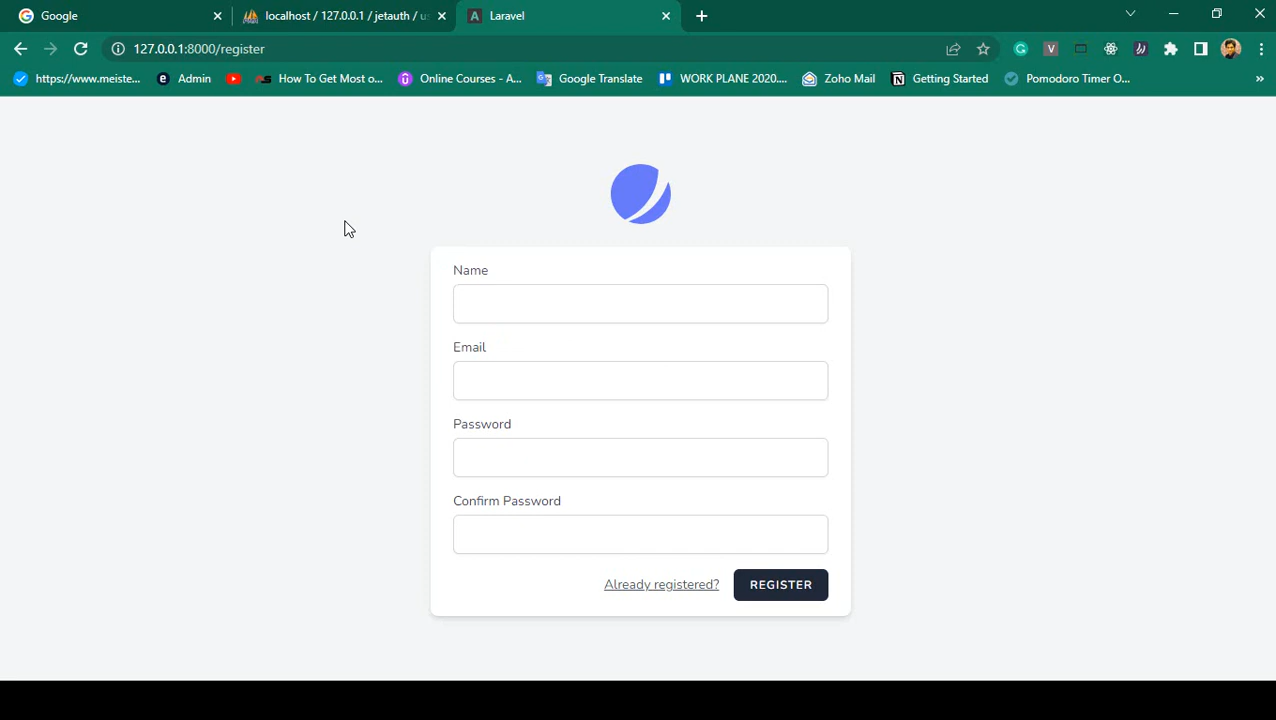 Google
localhost / 127.0.0.1 / jetauth / us
Laravel
127.0.0.1:8000/register
https://www.meiste...
Admin
How To Get Most o...
Online Courses - A...
Google Translate
WORK PLANE 2020....
Zoho Mail
Getting Started
Pomodoro Timer O...
Name
Email
Password
Confirm Password
Already registered?
REGISTER